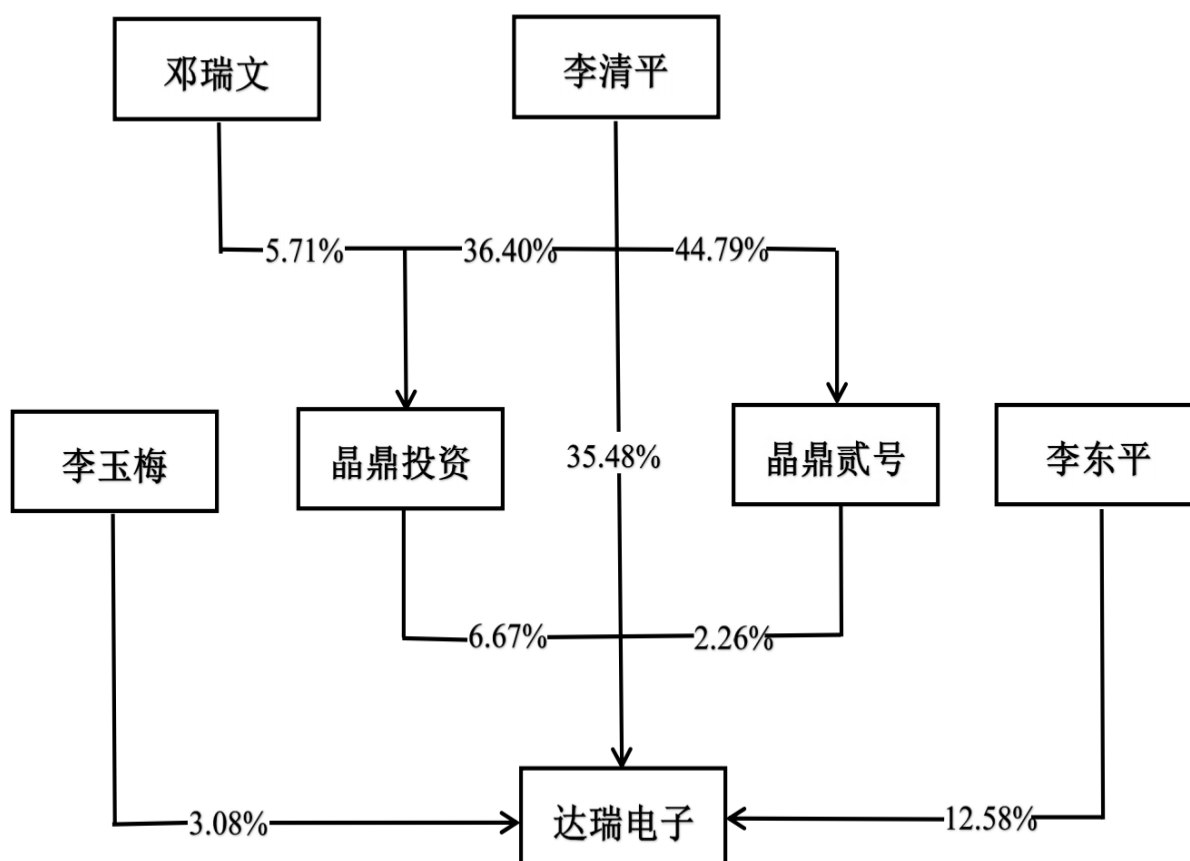 邓瑞文
李清平
5.71%
36.40%
44.79%
李玉梅
晶鼎投资
35.48%
晶鼎贰号
李东平
6.67%
2.26%
3.08%
达瑞电子
12.58%